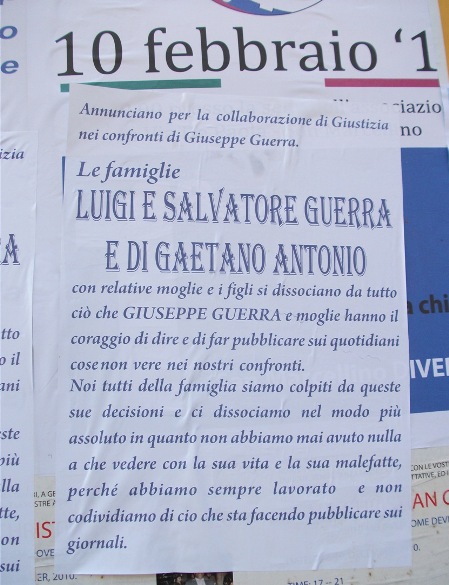 10 febbraio '1
Annunciano per la collaborazione di Giustizia
nei confronti di Giuseppe Guerra.
Le famiglie
LUIGI E SALVATORE GUERRA
E DI GAETANO ANTONIO
con relative moglie e i figli si dissociano da tutto
ciò che GIUSEPPE GUERRA e moglie hanno il
coraggio di dire e di far pubblicare sui quotidiani
cose non vere nei nostri confronti.
Noi tutti della famiglia siamo colpiti da queste
sue decisioni e ci dissociamo nel modo più
assoluto in quanto non abbiamo mai avuto nulla
a che vedere con la sua vita e la sua malefatte,
perché abbiamo sempre lavorato e non
codividiamo di cio che sta facendo pubblicare sui
giornali.
TIME: 17 -- 21